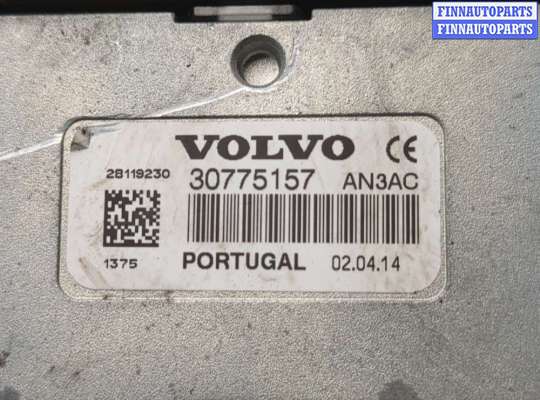 FINNAUTOPARTS
FINNAUTOPARTS
VOLVO CE
28119230 30775157 AN3AC
1375 PORTUGAL 02.04.14